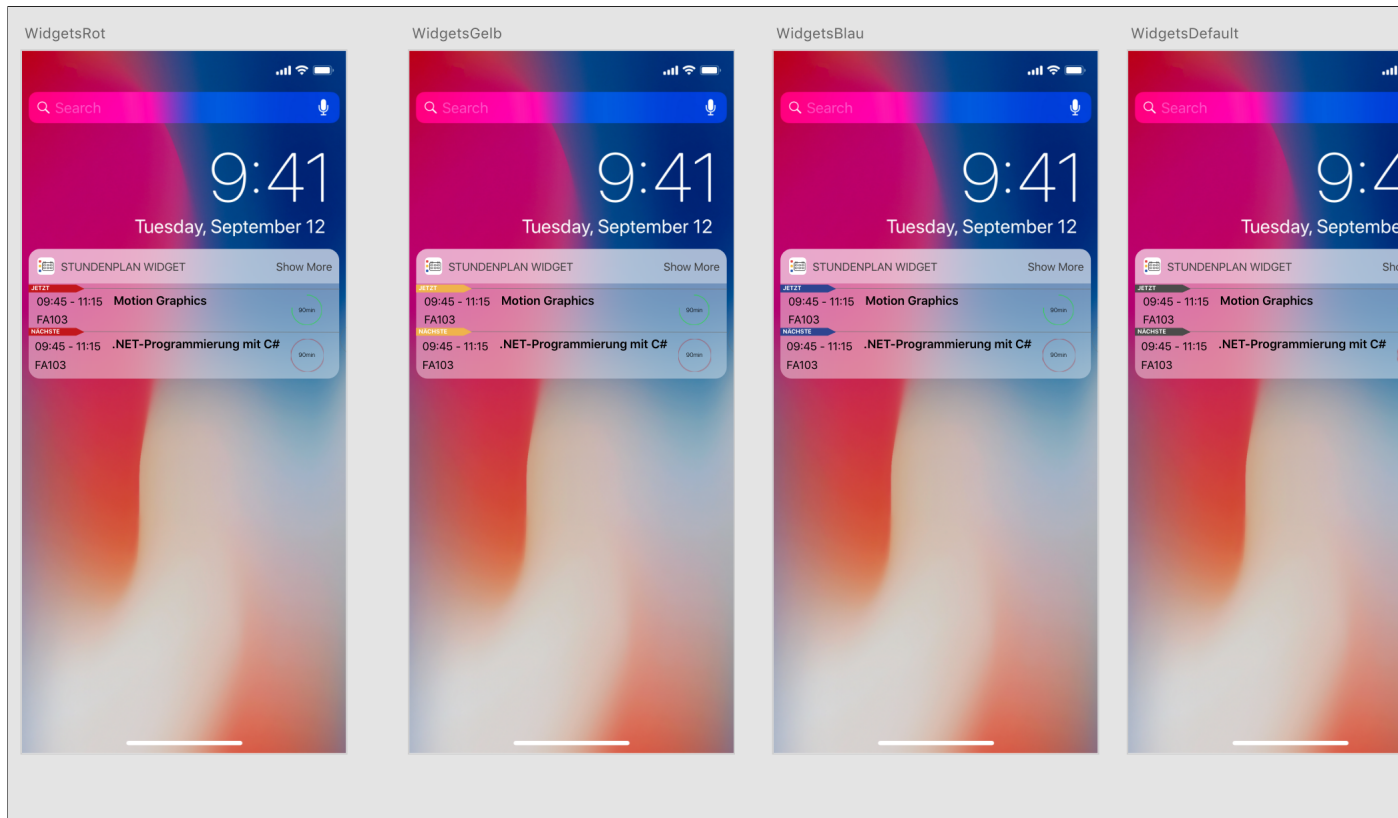 WidgetsRot
Search
9:41
Tuesday, September 12
STUNDENPLAN WIDGET Show More
JETZT
09:45 - 11:15 Motion Graphics
90min
FA103
NÄCHSTE
09:45 - 11:15 .NET-Programmierung mit C#
90min
FA103
WidgetsGelb
Search
9:41
Tuesday, September 12
STUNDENPLAN WIDGET Show More
JETZT
09:45 - 11:15 Motion Graphics
90min
FA103
NÄCHSTE
09:45 - 11:15 .NET-Programmierung mit C#
90min
FA103
WidgetsBlau
Search
9:41
Tuesday, September 12
STUNDENPLAN WIDGET Show More
JETZT
09:45 - 11:15 Motion Graphics
90min
FA103
NÄCHSTE
09:45 - 11:15 .NET-Programmierung mit C#
90min
FA103
WidgetsDefault
Search
9:4
Tuesday, Septembe
STUNDENPLAN WIDGET Sho
JETZT
09:45 - 11:15 Motion Graphics
FA103
NÄCHSTE
09:45 - 11:15 .NET-Programmierung mit C#
FA103